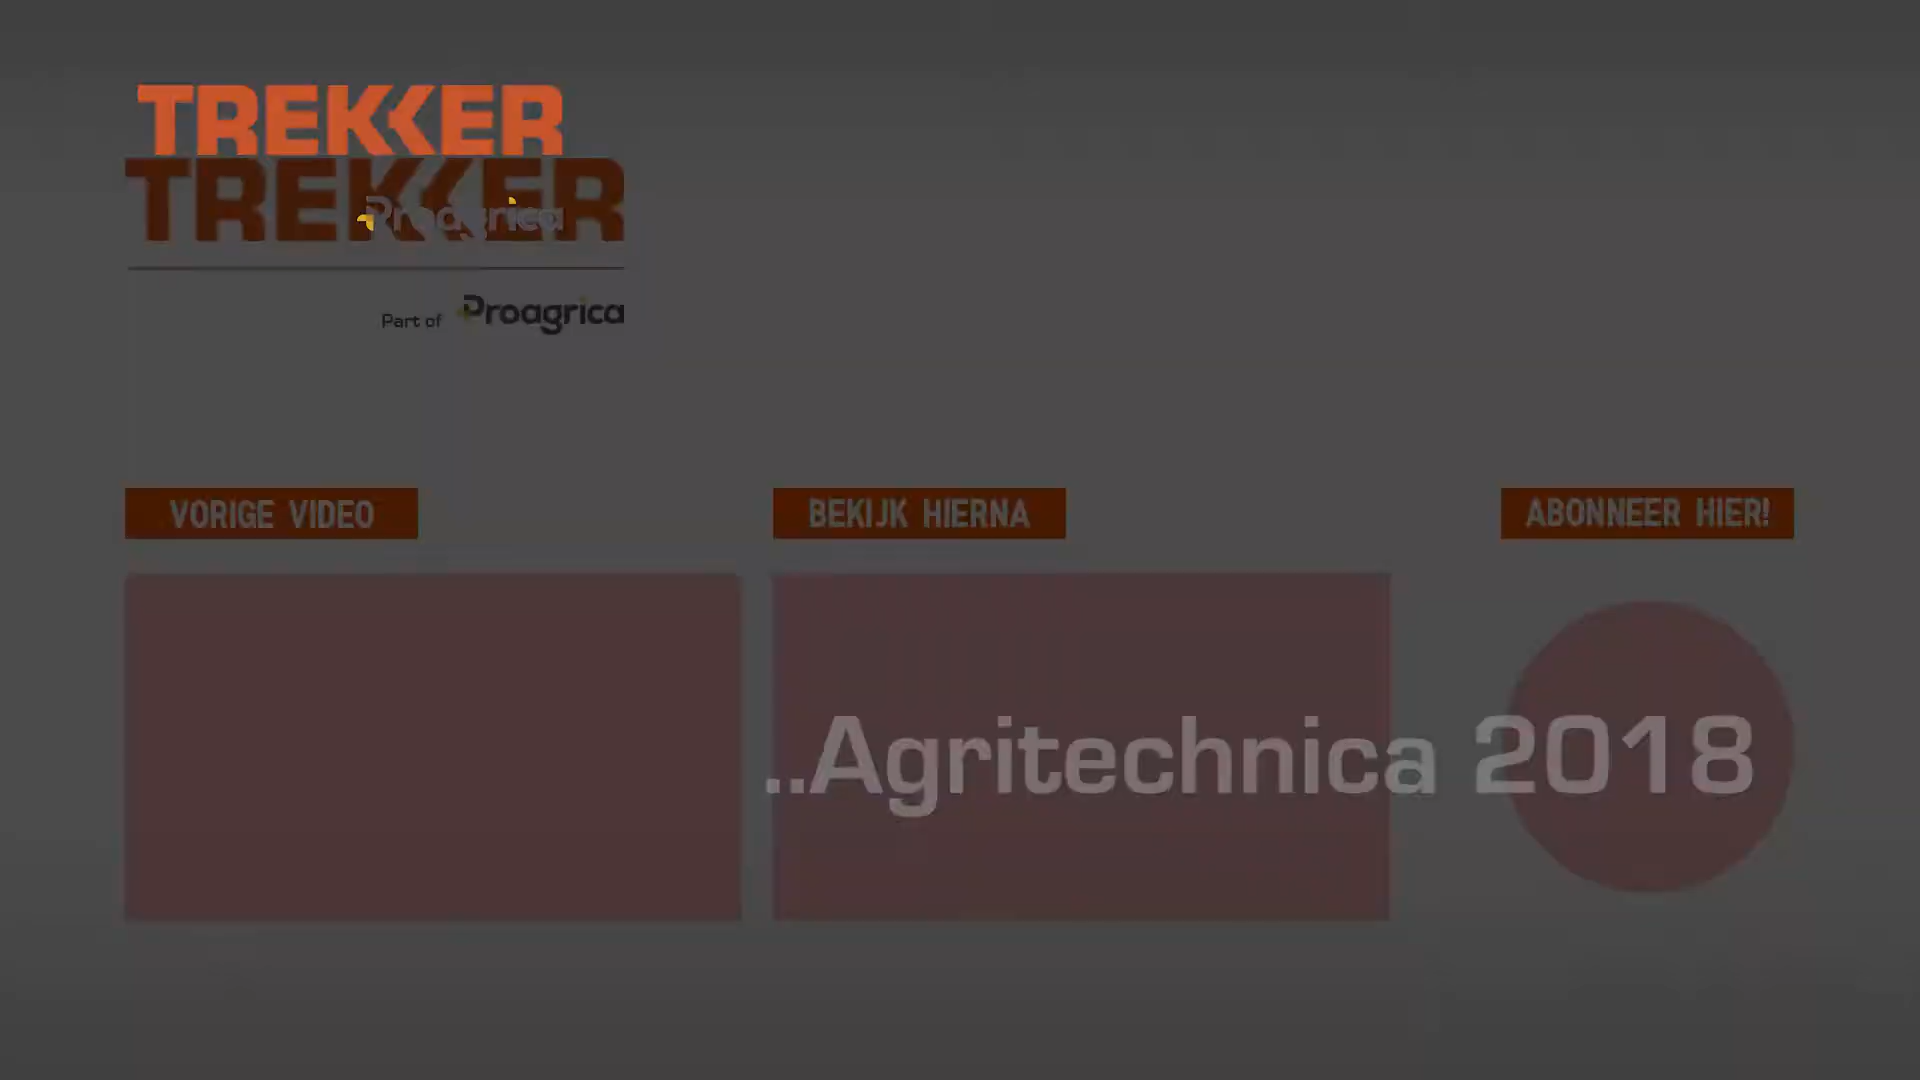 TREKKER
TREKKER
Proagrica
Part of Proagrica
VORIGE VIDEO
BEKIJK HIERNA
ABONNEER HIER!
..Agritechnica 2018